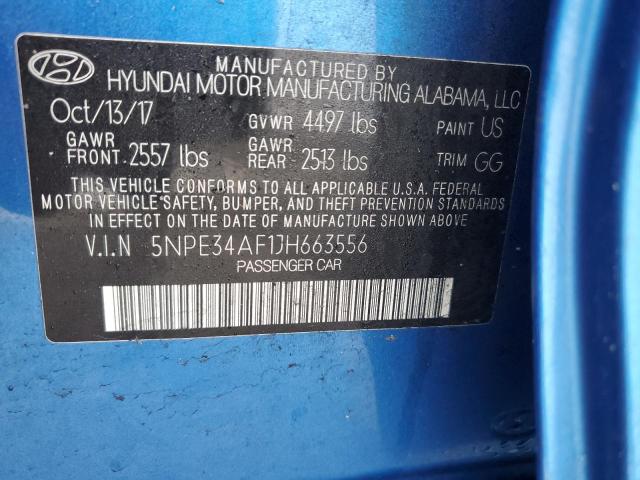 MANUFACTURED BY
HYUNDAI MOTOR MANUFACTURING ALABAMA, LLC
Oct/13/17 GVWR 4497 lbs PAINT US
GAWR FRONT 2557 lbs GAWR REAR 2513 lbs TRIM GG
THIS VEHICLE CONFORMS TO ALL APPLICABLE U.S.A. FEDERAL
MOTOR VEHICLE SAFETY, BUMPER, AND THEFT PREVENTION STANDARDS
IN EFFECT ON THE DATE OF MANUFACTURE SHOWN ABOVE.
V.I.N 5NPE34AF1JH663556
PASSENGER CAR